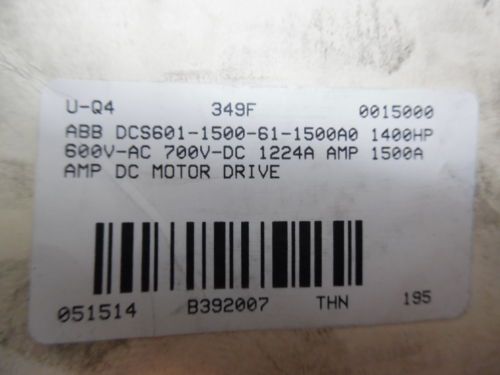 U-Q4 349F 0015000
ABB DCS601-1500-61-1500A0 1400HP
600V-AC 700V-DC 1224A AMP 1500A
AMP DC MOTOR DRIVE
051514 B392007 THN 195